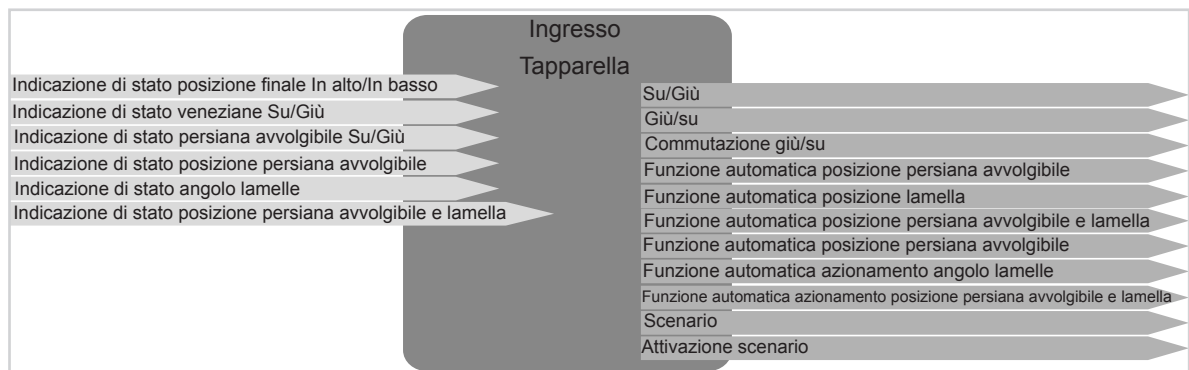 Ingresso
Tapparella
Indicazione di stato posizione finale In alto/In basso
Indicazione di stato veneziane Su/Giù
Indicazione di stato persiana avvolgibile Su/Giù
Indicazione di stato posizione persiana avvolgibile
Indicazione di stato angolo lamelle
Indicazione di stato posizione persiana avvolgibile e lamella
Su/Giù
Giù/su
Commutazione giù/su
Funzione automatica posizione persiana avvolgibile
Funzione automatica posizione lamella
Funzione automatica posizione persiana avvolgibile e lamella
Funzione automatica posizione persiana avvolgibile
Funzione automatica azionamento angolo lamelle
Funzione automatica azionamento posizione persiana avvolgibile e lamella
Scenario
Attivazione scenario